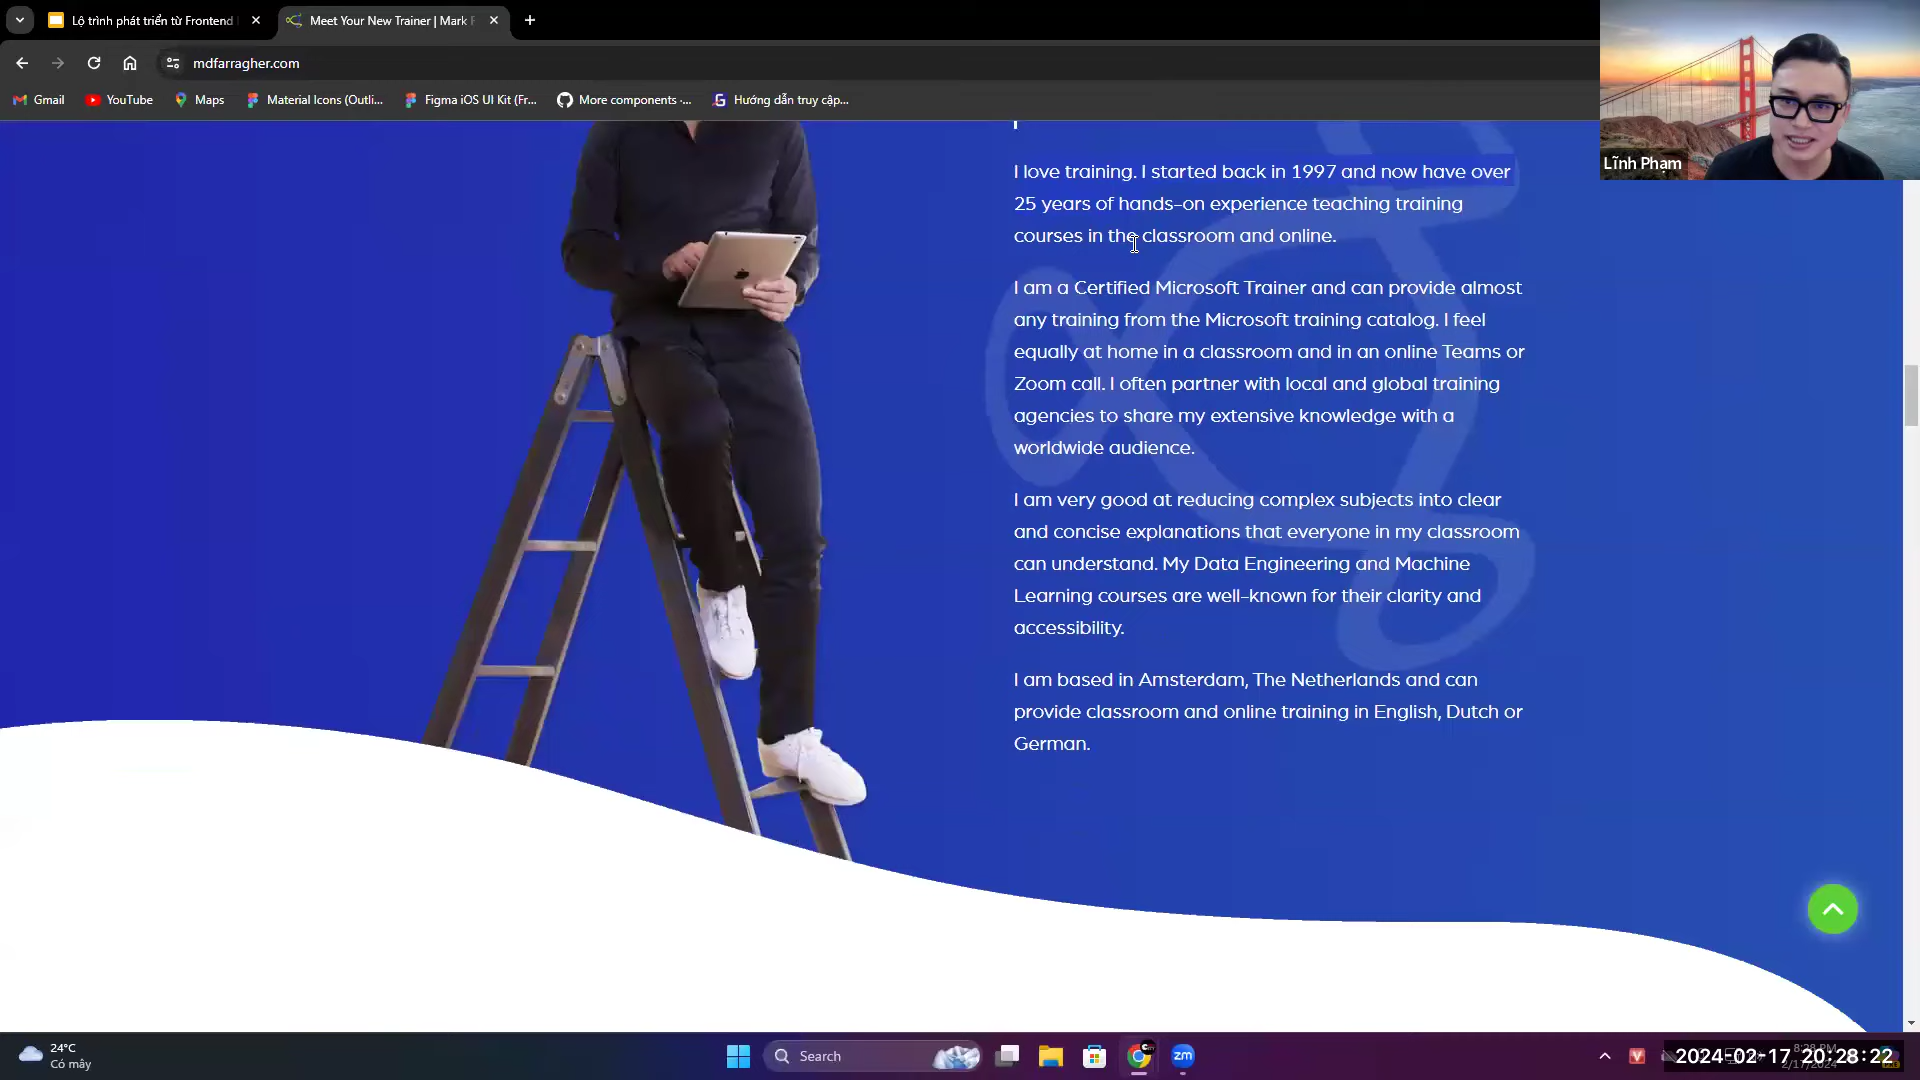 Lộ trình phát triển từ Frontend
Meet Your New Trainer | Mark F
mdfarragher.com
Gmail
YouTube
Maps
Material Icons (Outli...
Figma iOS UI Kit (Fr...
More components ·...
Hướng dẫn truy cập...
Lĩnh Phạm
I love training. I started back in 1997 and now have over
25 years of hands-on experience teaching training
courses in the classroom and online.
I am a Certified Microsoft Trainer and can provide almost
any training from the Microsoft training catalog. I feel
equally at home in a classroom and in an online Teams or
Zoom call. I often partner with local and global training
agencies to share my extensive knowledge with a
worldwide audience.
I am very good at reducing complex subjects into clear
and concise explanations that everyone in my classroom
can understand. My Data Engineering and Machine
Learning courses are well-known for their clarity and
accessibility.
I am based in Amsterdam, The Netherlands and can
provide classroom and online training in English, Dutch or
German.
24°C
Có mây
Search
zm
V
2024-02-17 20:28:22